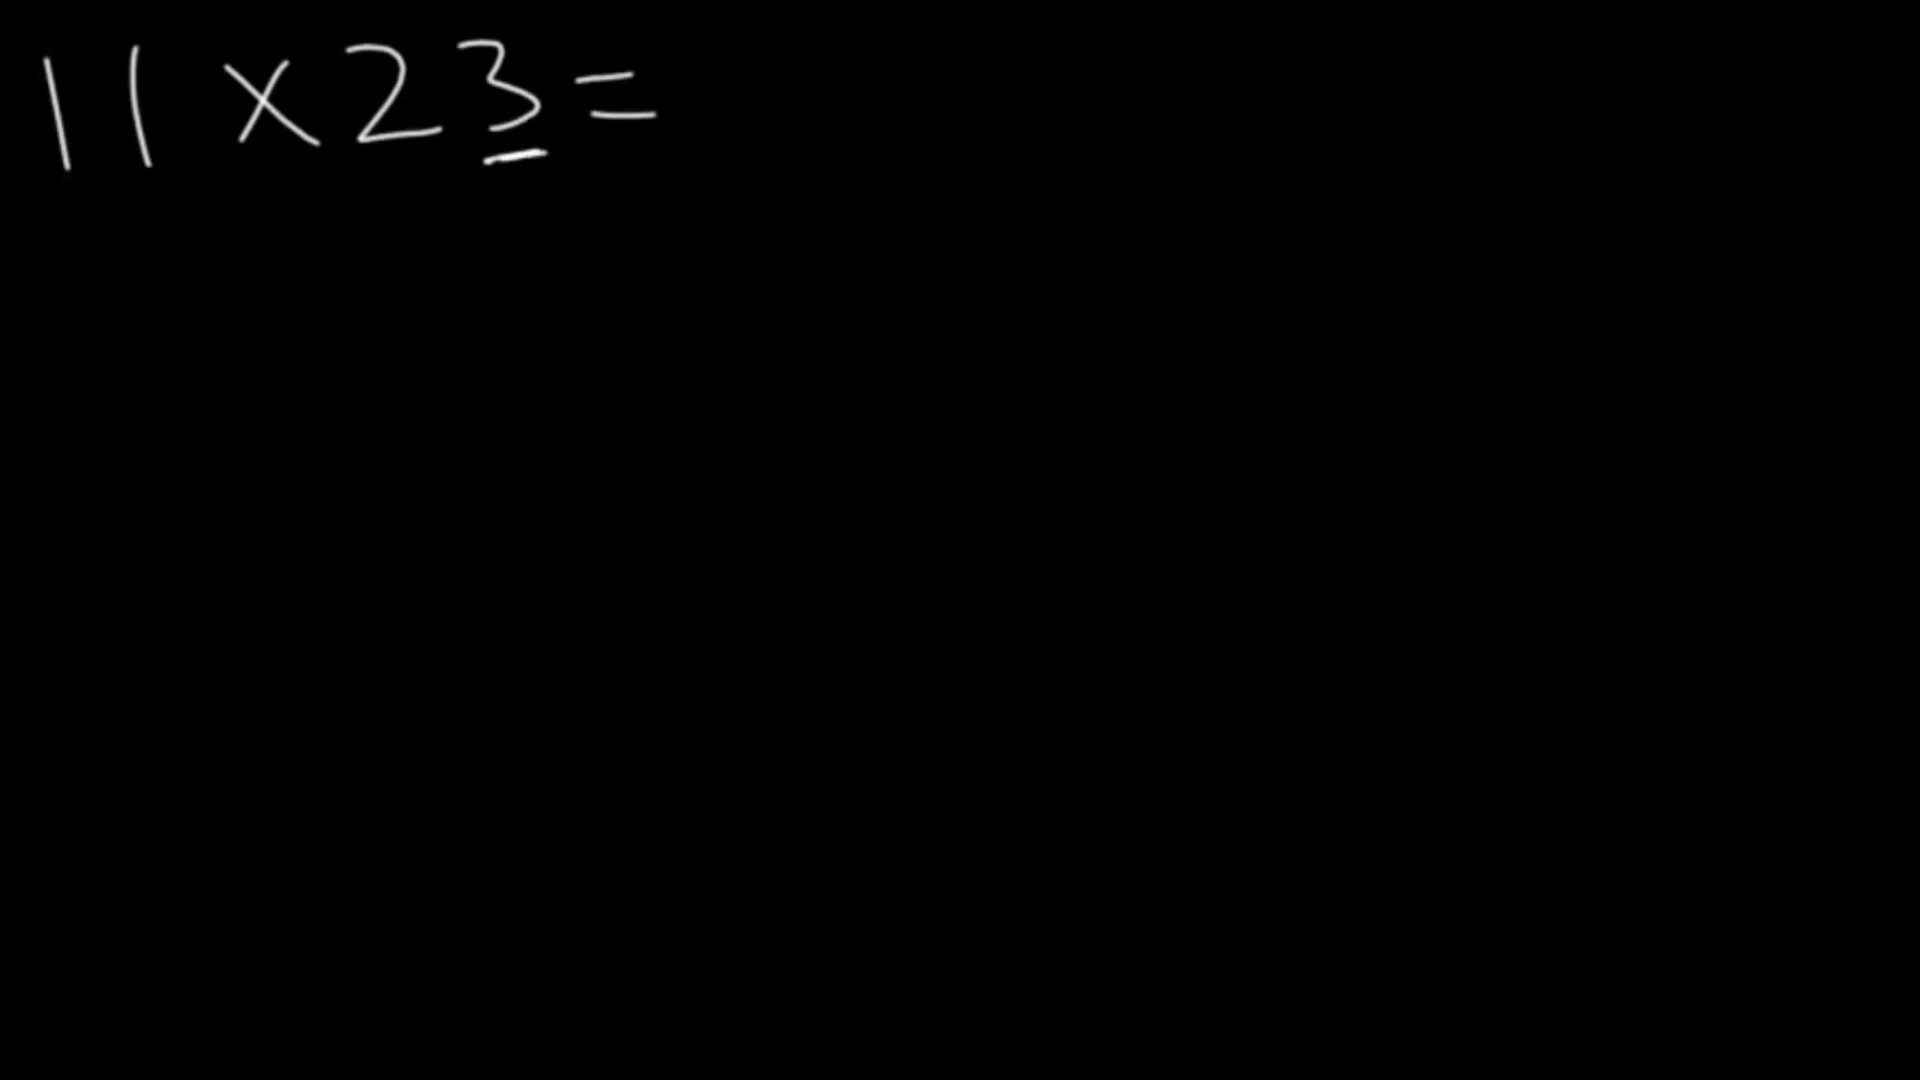 11 x 23 =